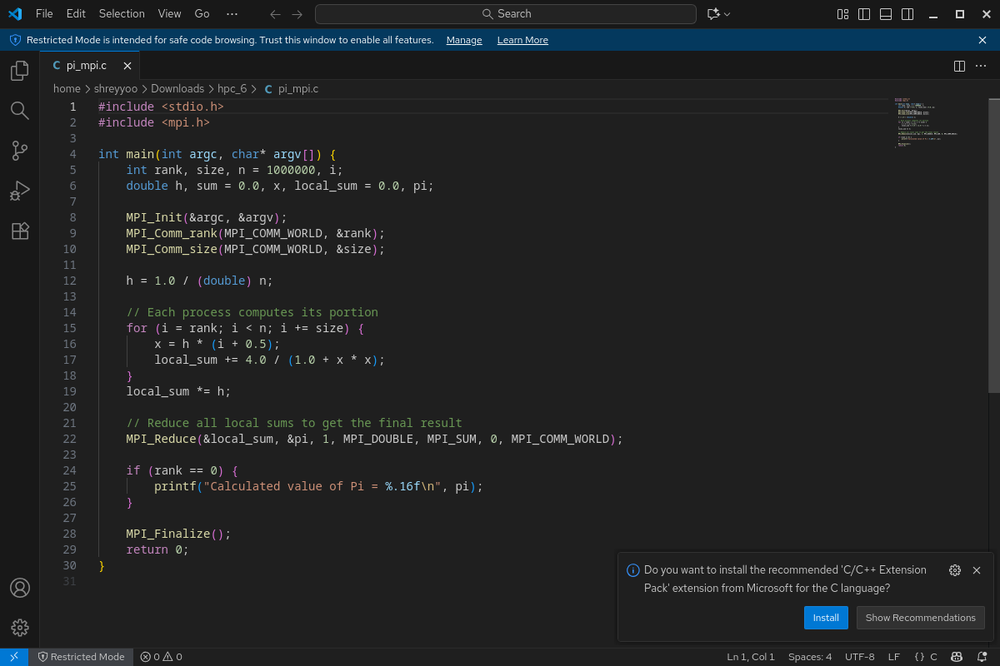 File Edit Selection View Go ··· Search
Restricted Mode is intended for safe code browsing. Trust this window to enable all features. Manage Learn More
C pi_mpi.c
home > shreyyoo > Downloads > hpc_6 > C pi_mpi.c
1 #include <stdio.h>
2 #include <mpi.h>
3
4 int main(int argc, char* argv[]) {
5     int rank, size, n = 1000000, i;
6     double h, sum = 0.0, x, local_sum = 0.0, pi;
7
8     MPI_Init(&argc, &argv);
9     MPI_Comm_rank(MPI_COMM_WORLD, &rank);
10     MPI_Comm_size(MPI_COMM_WORLD, &size);
11
12     h = 1.0 / (double) n;
13
14     // Each process computes its portion
15     for (i = rank; i < n; i += size) {
16         x = h * (i + 0.5);
17         local_sum += 4.0 / (1.0 + x * x);
18     }
19     local_sum *= h;
20
21     // Reduce all local sums to get the final result
22     MPI_Reduce(&local_sum, &pi, 1, MPI_DOUBLE, MPI_SUM, 0, MPI_COMM_WORLD);
23
24     if (rank == 0) {
25         printf("Calculated value of Pi = %.16f\n", pi);
26     }
27
28     MPI_Finalize();
29     return 0;
30 }
31
Do you want to install the recommended 'C/C++ Extension
Pack' extension from Microsoft for the C language?
Install Show Recommendations
Restricted Mode 0 0 Ln 1, Col 1 Spaces: 4 UTF-8 LF {} C